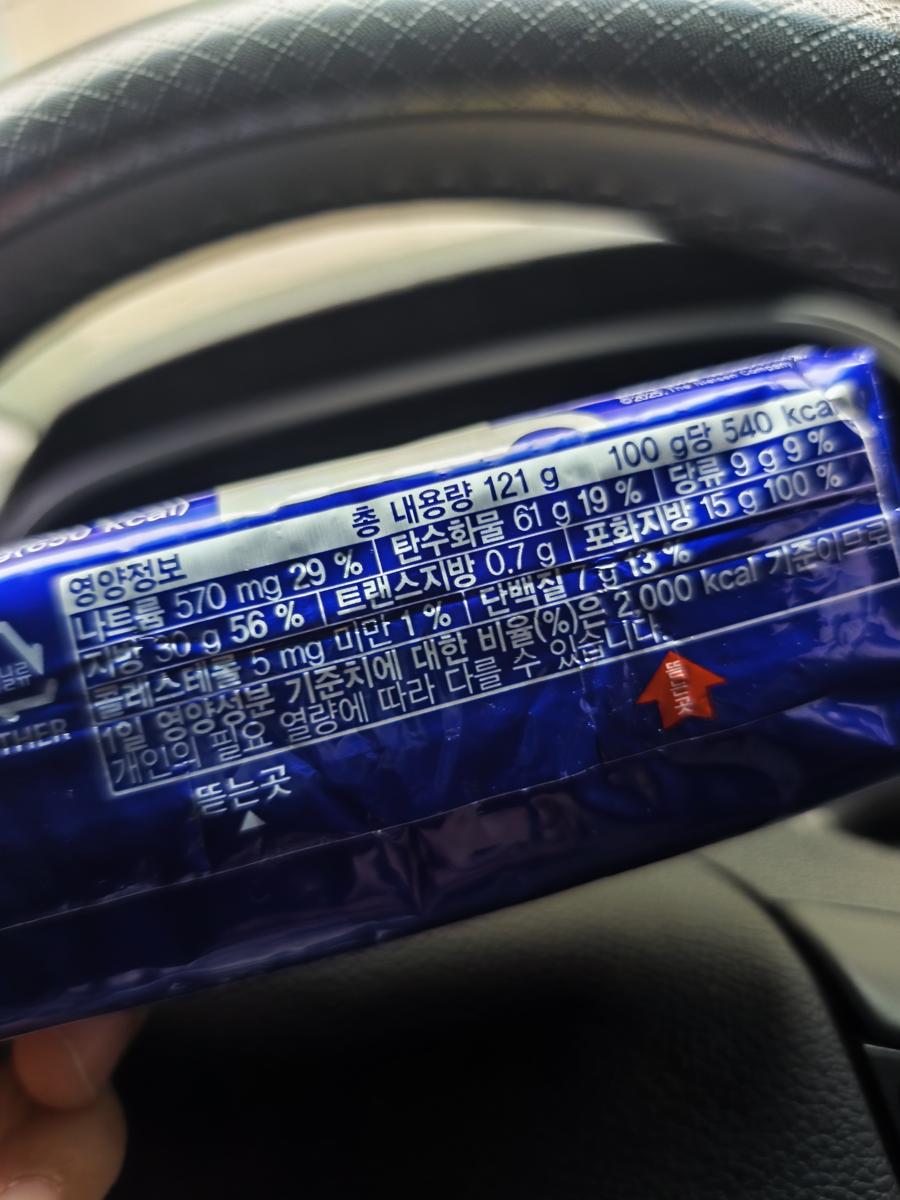 ©2025. The Nielsen Company
kcal)
영양정보 총 내용량 121 g 100 g당 540 kcal
나트륨 570 mg 29 % 탄수화물 61 g 19 % 당류 9 g 9 %
지방 30 g 56 % 트랜스지방 0.7 g 포화지방 15 g 100 %
콜레스테롤 5 mg 미만 1 % 단백질 7 g 13 %
1일 영양성분 기준치에 대한 비율(%)은 2,000 kcal 기준이므로
개인의 필요 열량에 따라 다를 수 있습니다.
뜯는곳
THER
뜯는곳